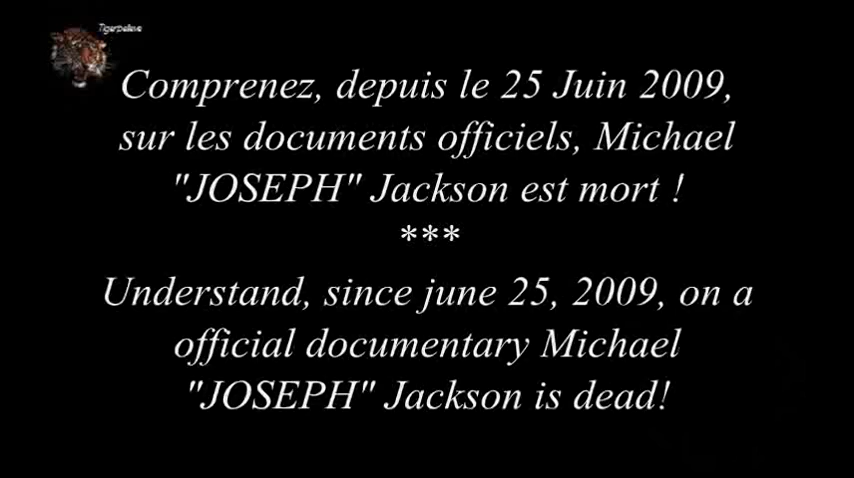 Comprenez, depuis le 25 Juin 2009,
sur les documents officiels, Michael
"JOSEPH" Jackson est mort !
***
Understand, since june 25, 2009, on a
official documentary Michael
"JOSEPH" Jackson is dead!